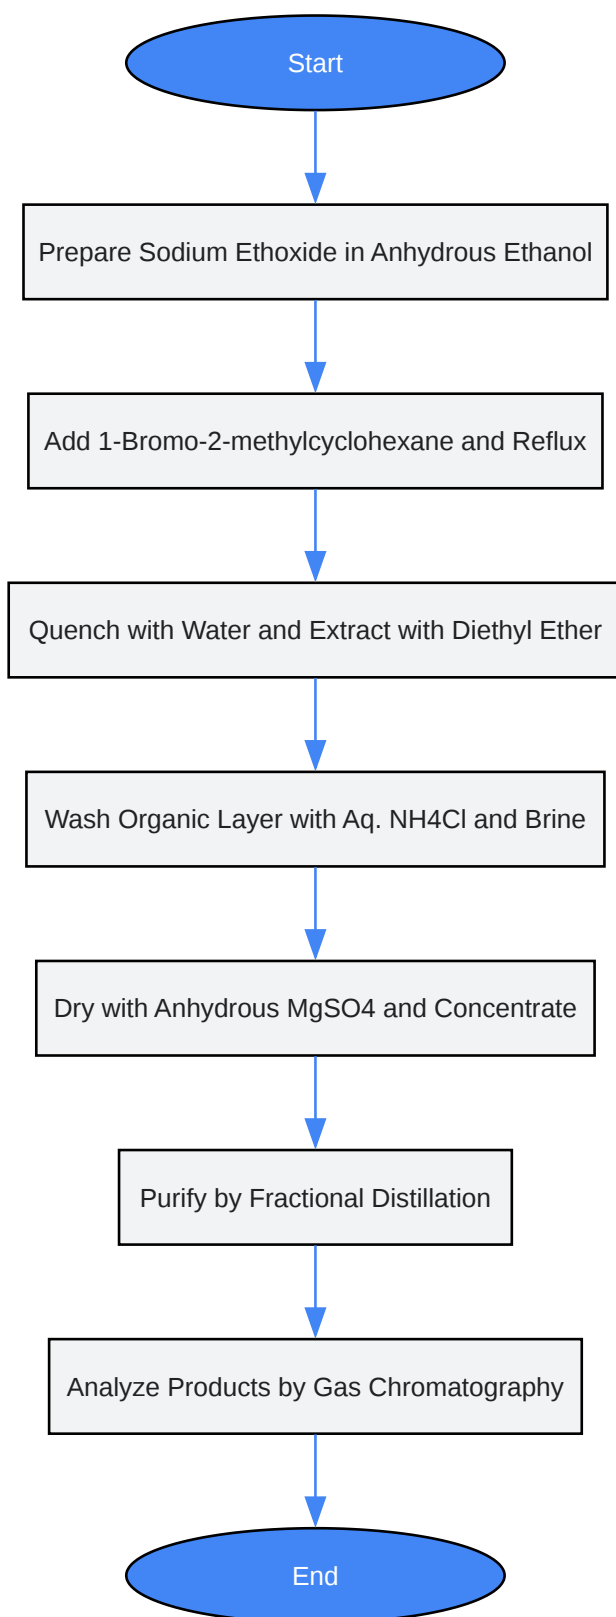 Start
Prepare Sodium Ethoxide in Anhydrous Ethanol
Add 1-Bromo-2-methylcyclohexane and Reflux
Quench with Water and Extract with Diethyl Ether
Wash Organic Layer with Aq. NH4Cl and Brine
Dry with Anhydrous MgSO4 and Concentrate
Purify by Fractional Distillation
Analyze Products by Gas Chromatography
End